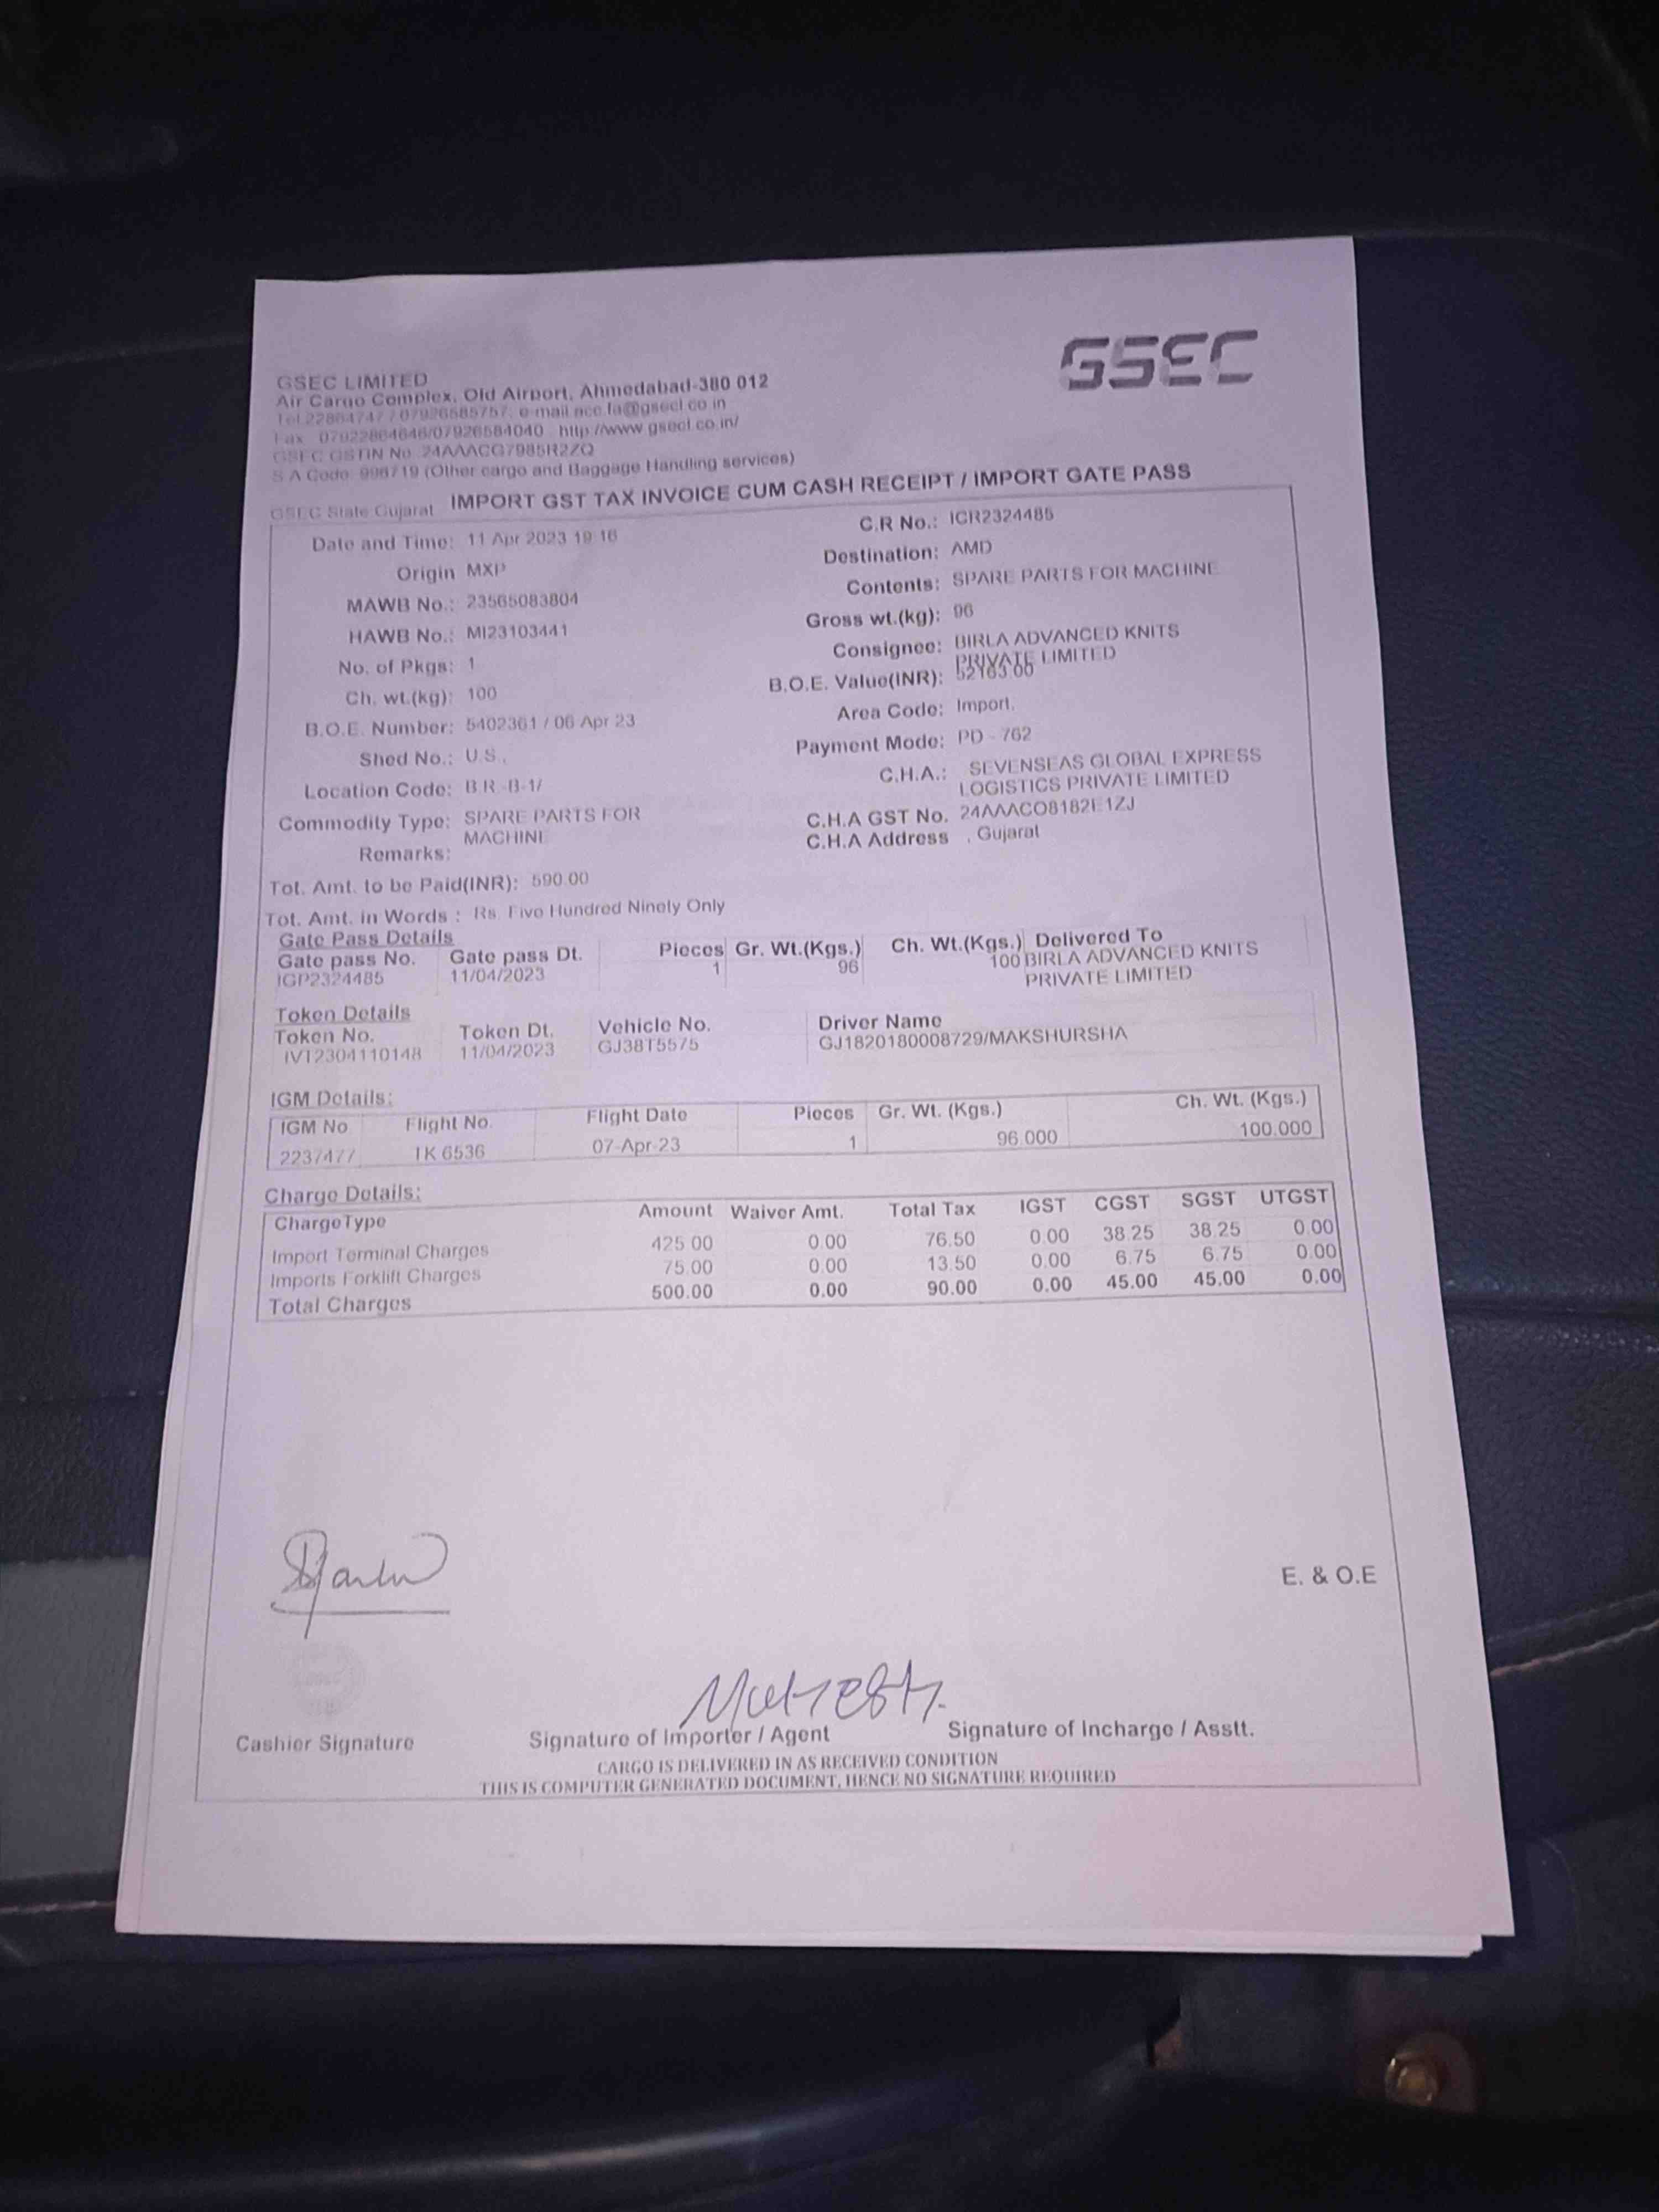 GSEC
GSEC LIMITED
Air Cargo Complex, Old Airport, Ahmedabad-380 012
Tel 22864747 / 07926585757, e-mail acc.fa@gsecl.co.in
Fax 07922864646/07926584040 http://www.gsecl.co.in/
GSEC GSTIN No. 24AAACG7985R2ZQ
S A Code: 996719 (Other cargo and Baggage Handling services)
GSEC State Gujarat IMPORT GST TAX INVOICE CUM CASH RECEIPT / IMPORT GATE PASS
Date and Time: 11 Apr 2023 19:16 C.R No.: ICR2324485
Origin MXP Destination: AMD
MAWB No.: 23565083804 Contents: SPARE PARTS FOR MACHINE
HAWB No.: MI23103441 Gross wt.(kg): 96
No. of Pkgs: 1 Consignee: BIRLA ADVANCED KNITS PRIVATE LIMITED
Ch. wt.(kg): 100 B.O.E. Value(INR): 52163.00
B.O.E. Number: 5402361 / 06 Apr 23 Area Code: Import,
Shed No.: U.S., Payment Mode: PD - 762
Location Code: B.R.-B-1/ C.H.A.: SEVENSEAS GLOBAL EXPRESS LOGISTICS PRIVATE LIMITED
Commodity Type: SPARE PARTS FOR MACHINE C.H.A GST No. 24AAACO8182E1ZJ
Remarks: C.H.A Address , Gujarat
Tot. Amt. to be Paid(INR): 590.00
Tot. Amt. in Words : Rs. Five Hundred Ninety Only
Gate Pass Details
Gate pass No. Gate pass Dt. Pieces Gr. Wt.(Kgs.) Ch. Wt.(Kgs.) Delivered To
IGP2324485 11/04/2023 1 96 100 BIRLA ADVANCED KNITS
PRIVATE LIMITED
Token Details
Token No. Token Dt. Vehicle No. Driver Name
IVT2304110148 11/04/2023 GJ38T5575 GJ1820180008729/MAKSHURSHA
IGM Details:
IGM No Flight No. Flight Date Pieces Gr. Wt. (Kgs.) Ch. Wt. (Kgs.)
2237477 TK 6536 07-Apr-23 1 96.000 100.000
Charge Details:
ChargeType Amount Waiver Amt. Total Tax IGST CGST SGST UTGST
Import Terminal Charges 425.00 0.00 76.50 0.00 38.25 38.25 0.00
Imports Forklift Charges 75.00 0.00 13.50 0.00 6.75 6.75 0.00
Total Charges 500.00 0.00 90.00 0.00 45.00 45.00 0.00
E. & O.E
Cashier Signature Signature of Importer / Agent Signature of Incharge / Asstt.
CARGO IS DELIVERED IN AS RECEIVED CONDITION
THIS IS COMPUTER GENERATED DOCUMENT, HENCE NO SIGNATURE REQUIRED